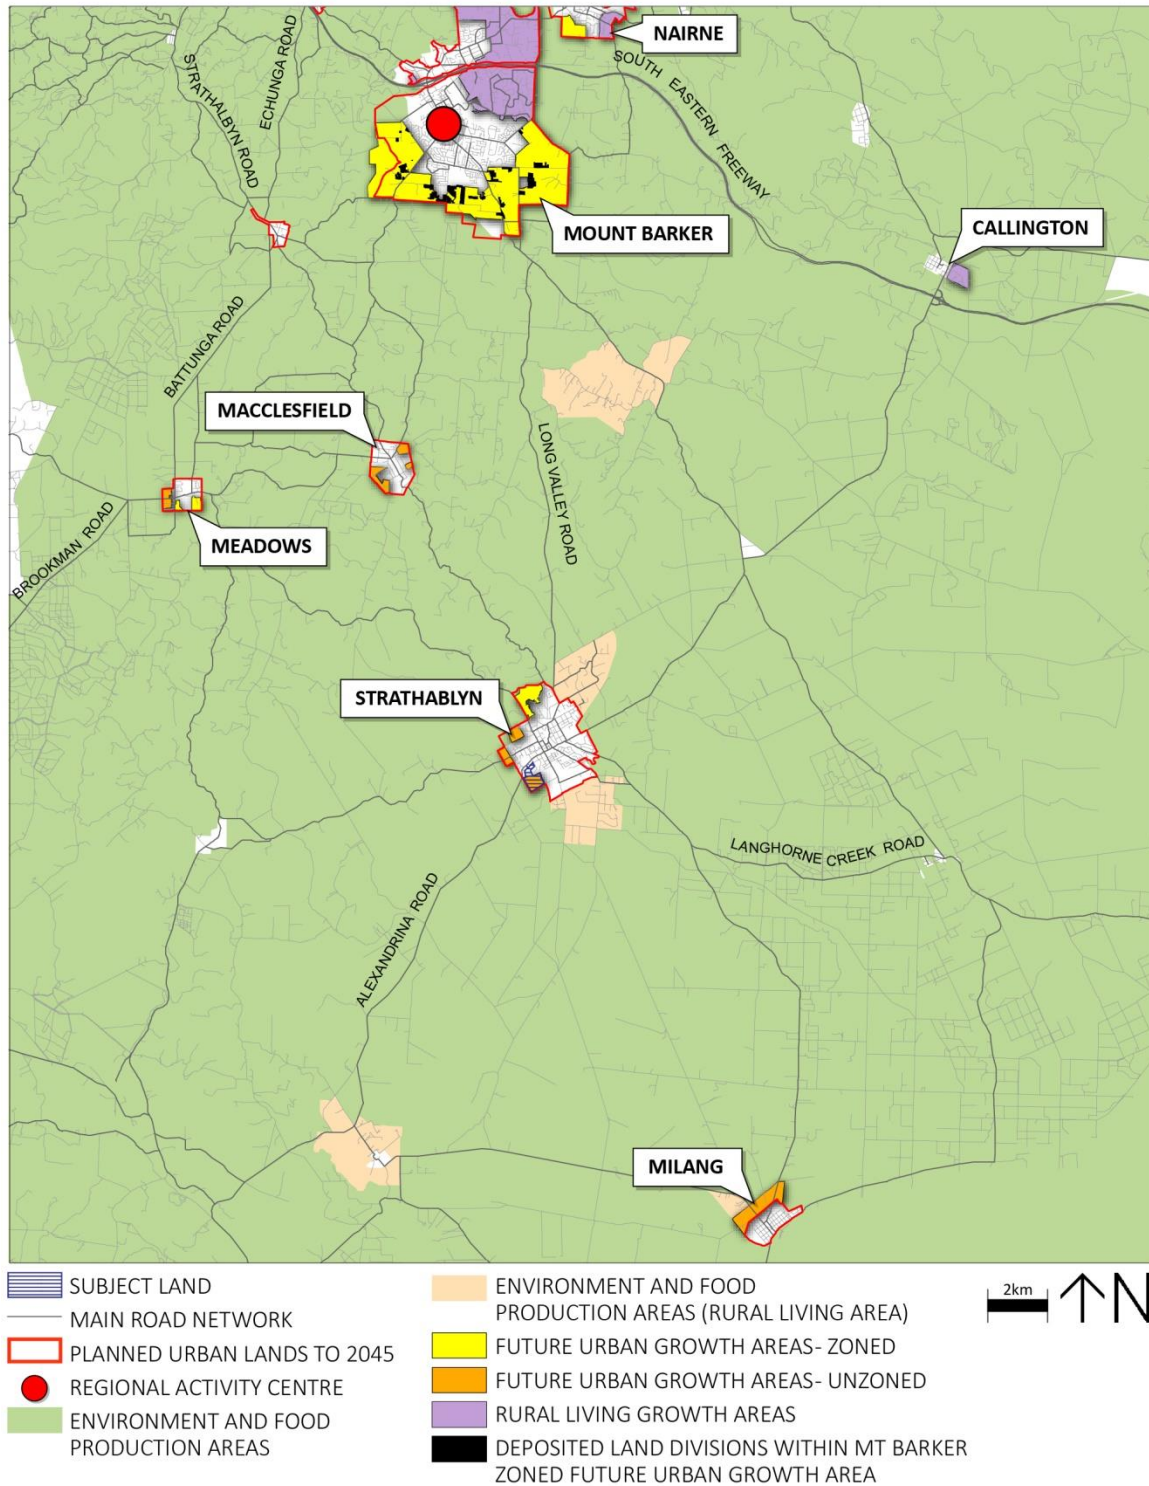 NAIRNE
ECHUNGA ROAD
STRATHALBYN ROAD
SOUTH EASTERN FREEWAY
MOUNT BARKER
CALLINGTON
BATTUNGA ROAD
MACCLESFIELD
LONG VALLEY ROAD
MEADOWS
BROOKMAN ROAD
STRATHABLYN
LANGHORNE CREEK ROAD
ALEXANDRINA ROAD
MILANG
SUBJECT LAND
MAIN ROAD NETWORK
PLANNED URBAN LANDS TO 2045
REGIONAL ACTIVITY CENTRE
ENVIRONMENT AND FOOD
PRODUCTION AREAS
ENVIRONMENT AND FOOD
PRODUCTION AREAS (RURAL LIVING AREA)
FUTURE URBAN GROWTH AREAS- ZONED
FUTURE URBAN GROWTH AREAS- UNZONED
RURAL LIVING GROWTH AREAS
DEPOSITED LAND DIVISIONS WITHIN MT BARKER
ZONED FUTURE URBAN GROWTH AREA
2km
N